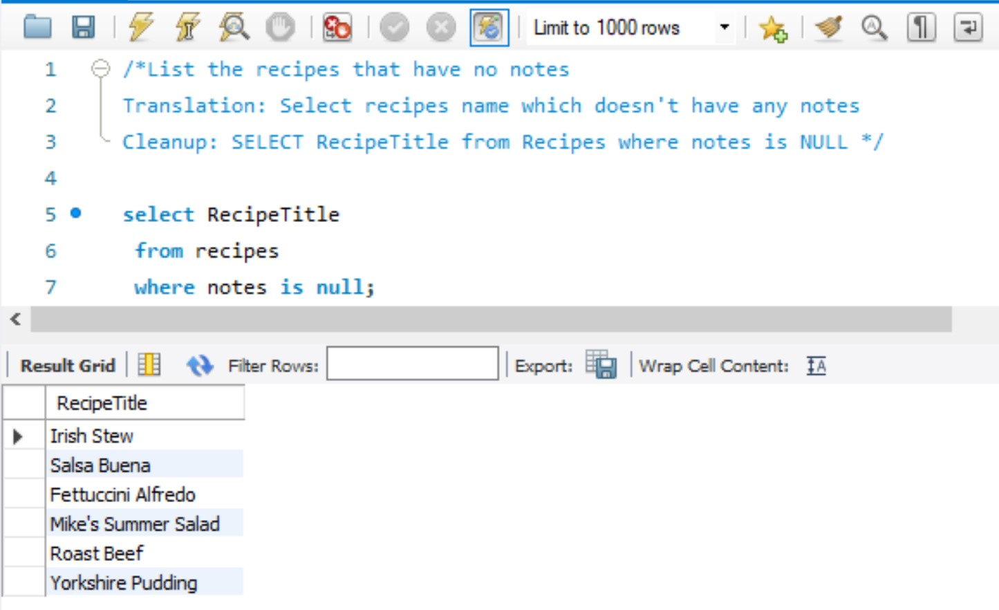 Limit to 1000 rows
1 /*List the recipes that have no notes
2 Translation: Select recipes name which doesn't have any notes
3 Cleanup: SELECT RecipeTitle from Recipes where notes is NULL */
4
5 select RecipeTitle
6 from recipes
7 where notes is null;
Result Grid Filter Rows: Export: Wrap Cell Content: IA
RecipeTitle
Irish Stew
Salsa Buena
Fettuccini Alfredo
Mike's Summer Salad
Roast Beef
Yorkshire Pudding